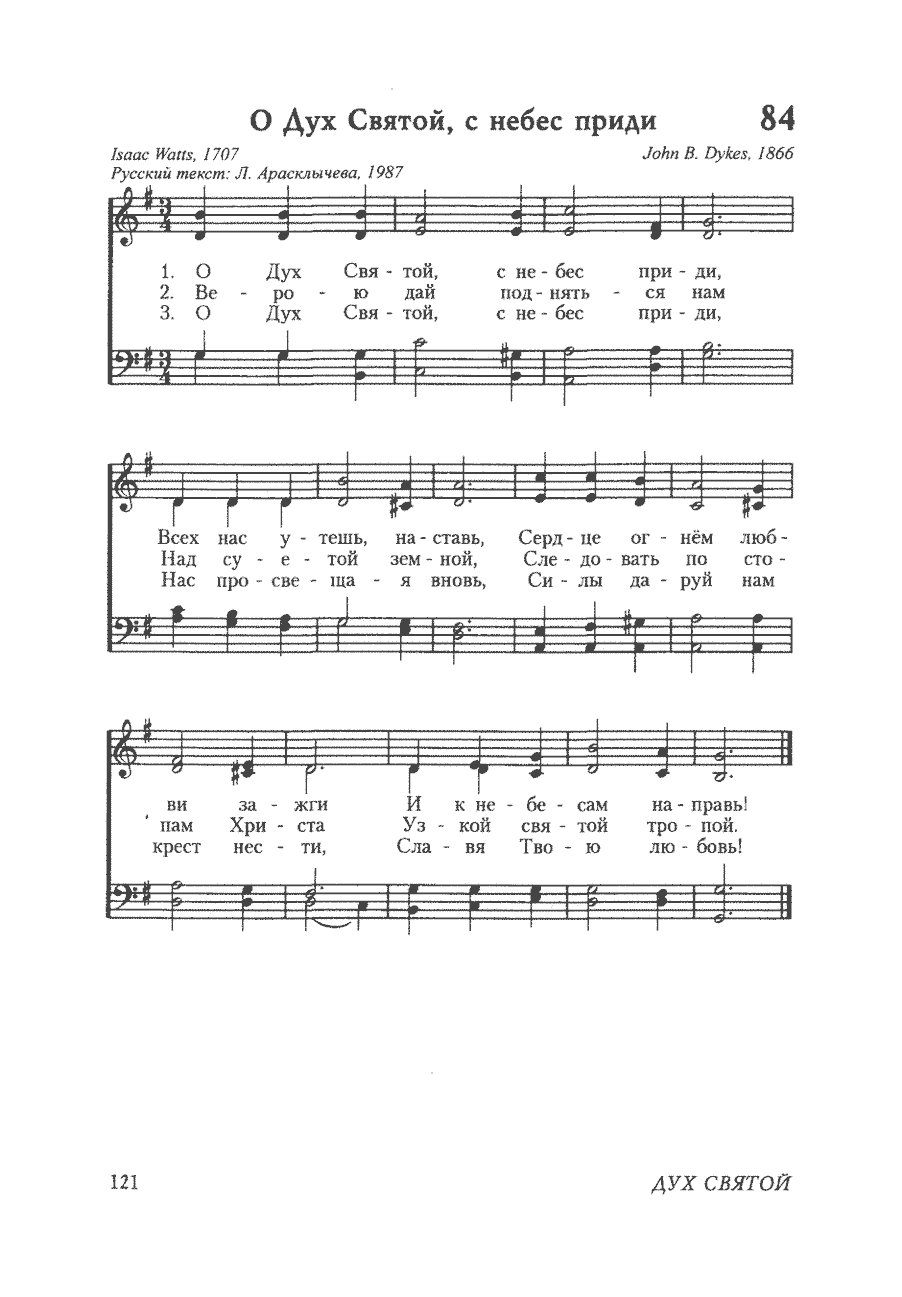 О Дух Святой, с небес приди 84
Isaac Watts, 1707 John B. Dykes, 1866
Русский текст: Л. Арасклычева, 1987
1. О Дух Свя - той, с не - бес при - ди,
2. Ве - ро - ю дай под - нять - ся нам
3. О Дух Свя - той, с не - бес при - ди,
Всех нас у - тешь, на - ставь, Серд - це ог - нём люб -
Над су - е - той зем - ной, Сле - до - вать по сто -
Нас про - све - ща - я вновь, Си - лы да - руй нам
ви за - жги И к не - бе - сам на - правь!
пам Хри - ста Уз - кой свя - той тро - пой.
крест нес - ти, Сла - вя Тво - ю лю - бовь!
121 ДУХ СВЯТОЙ